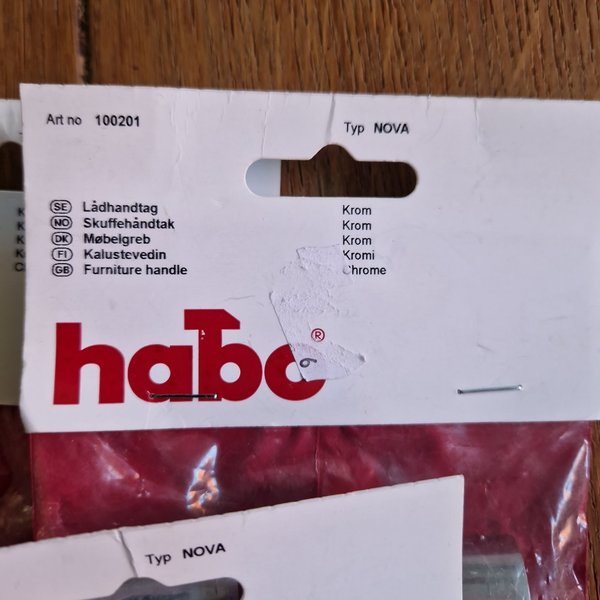 Art no 100201 Typ NOVA
SE Lådhandtag Krom
NO Skuffehåndtak Krom
DK Møbelgreb Krom
FI Kalustevedin Kromi
GB Furniture handle Chrome
habo®
6
Typ NOVA